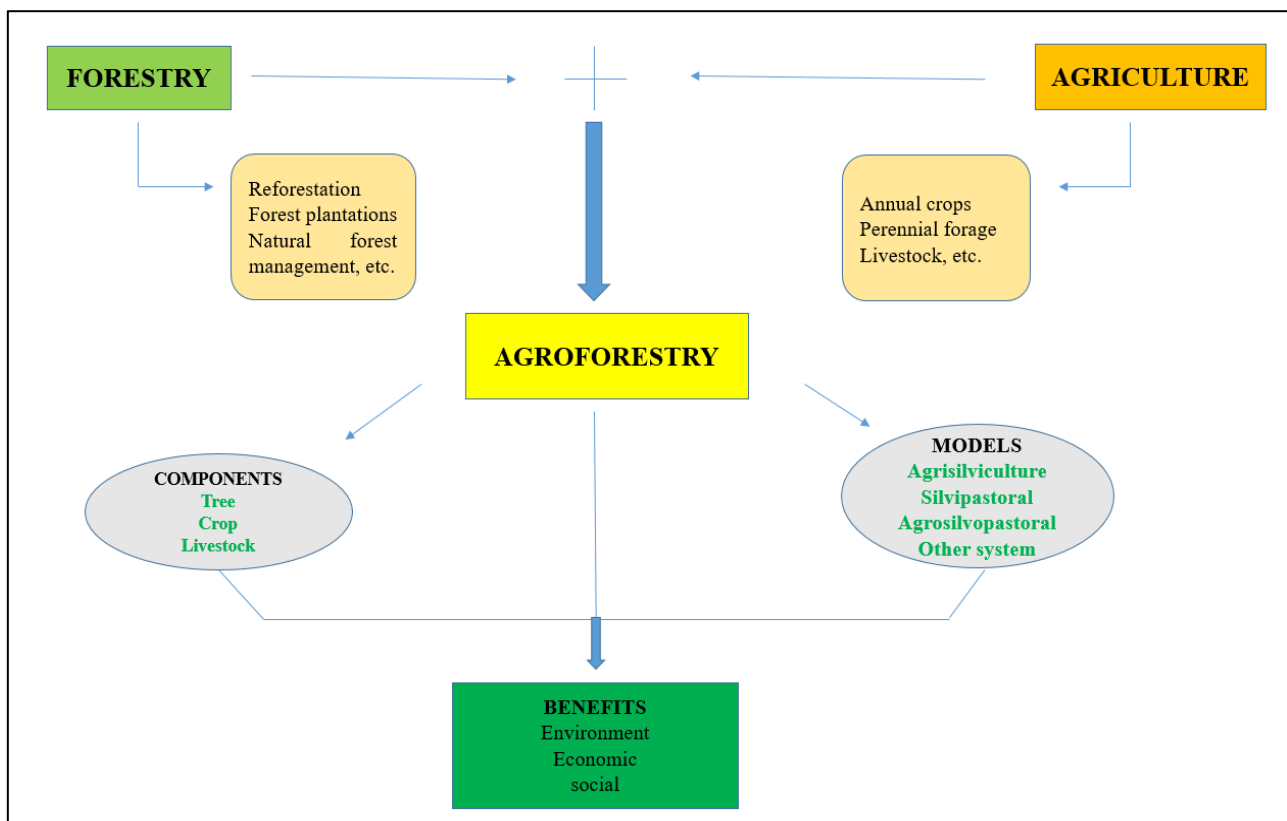 FORESTRY
AGRICULTURE
Reforestation
Forest plantations
Natural forest
management, etc.
Annual crops
Perennial forage
Livestock, etc.
AGROFORESTRY
COMPONENTS
Tree
Crop
Livestock
MODELS
Agrisilviculture
Silvipastoral
Agrosilvopastoral
Other system
BENEFITS
Environment
Economic
social